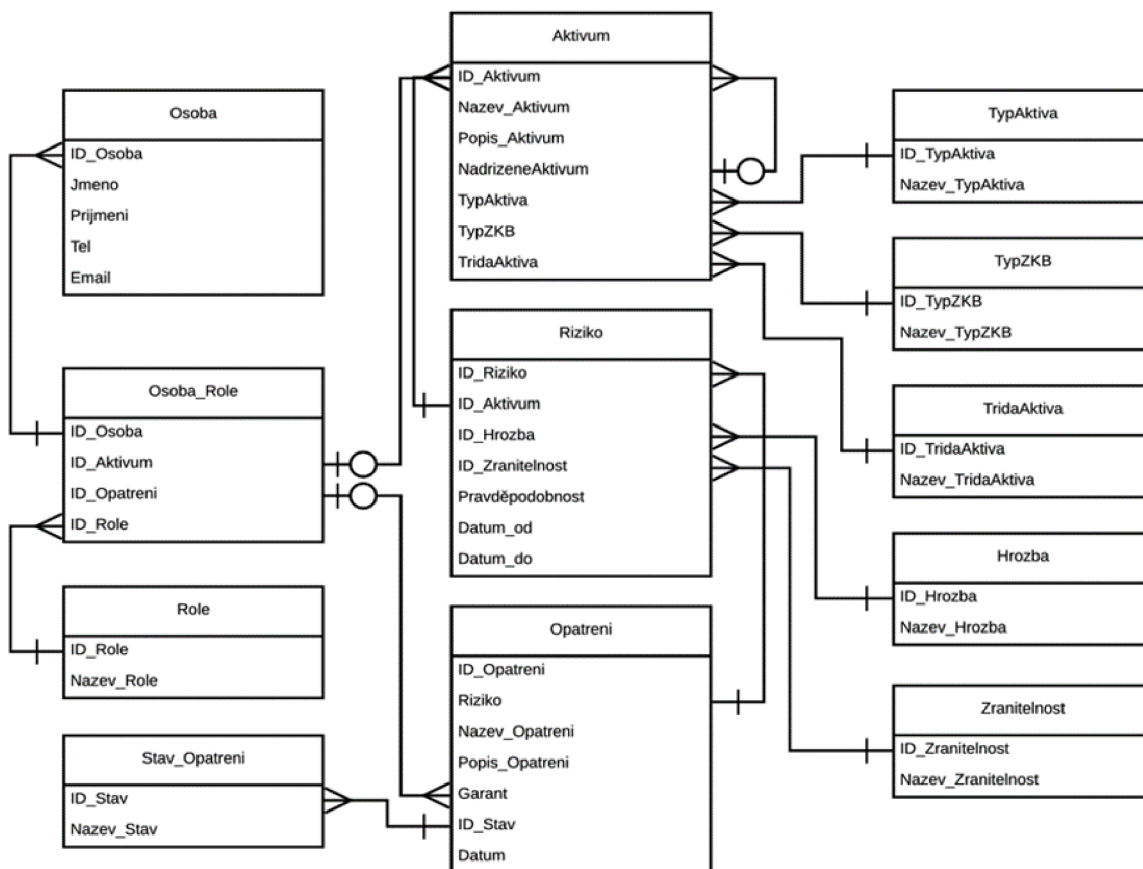 Osoba
ID_Osoba
Jmeno
Prijmeni
Tel
Email
Osoba_Role
ID_Osoba
ID_Aktivum
ID_Opatreni
ID_Role
Role
ID_Role
Nazev_Role
Stav_Opatreni
ID_Stav
Nazev_Stav
Aktivum
ID_Aktivum
Nazev_Aktivum
Popis_Aktivum
NadrizeneAktivum
TypAktiva
TypZKB
TridaAktiva
Riziko
ID_Riziko
ID_Aktivum
ID_Hrozba
ID_Zranitelnost
Pravděpodobnost
Datum_od
Datum_do
Opatreni
ID_Opatreni
Riziko
Nazev_Opatreni
Popis_Opatreni
Garant
ID_Stav
Datum
TypAktiva
ID_TypAktiva
Nazev_TypAktiva
TypZKB
ID_TypZKB
Nazev_TypZKB
TridaAktiva
ID_TridaAktiva
Nazev_TridaAktiva
Hrozba
ID_Hrozba
Nazev_Hrozba
Zranitelnost
ID_Zranitelnost
Nazev_Zranitelnost